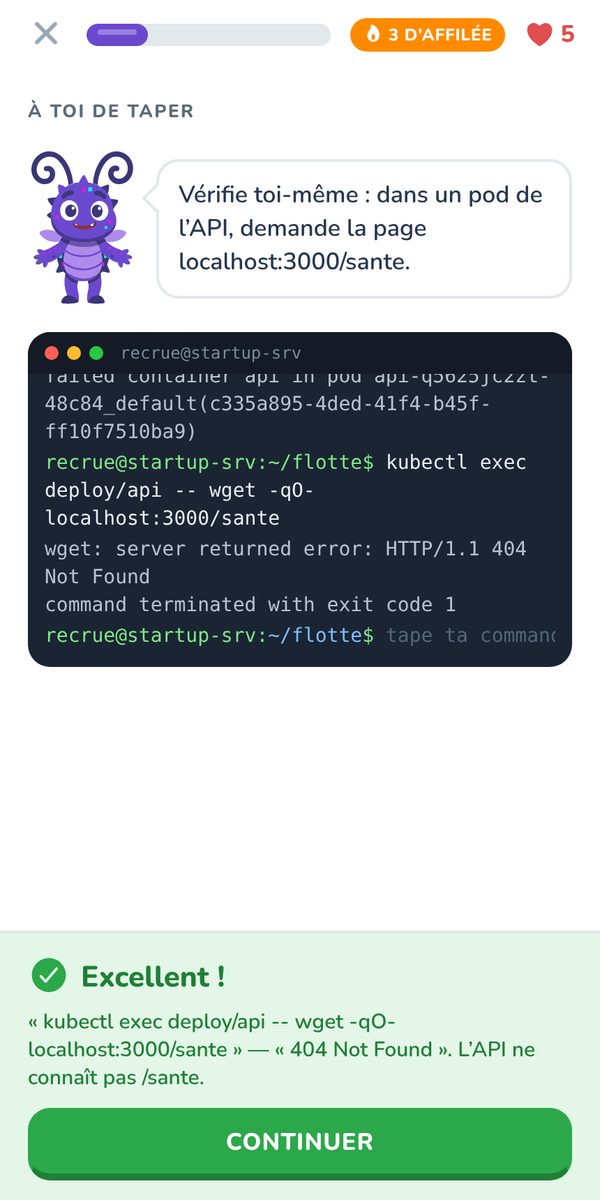 3 D'AFFILÉE
5
À TOI DE TAPER
Vérifie toi-même : dans un pod de
l'API, demande la page
localhost:3000/sante.
recrue@startup-srv
failed container api in pod api-q5625jc22l-
48c84_default(c335a895-4ded-41f4-b45f-
ff10f7510ba9)
recrue@startup-srv:~/flotte$ kubectl exec
deploy/api -- wget -qO-
localhost:3000/sante
wget: server returned error: HTTP/1.1 404
Not Found
command terminated with exit code 1
recrue@startup-srv:~/flotte$ tape ta command
Excellent !
« kubectl exec deploy/api -- wget -qO-
localhost:3000/sante » — « 404 Not Found ». L'API ne
connaît pas /sante.
CONTINUER